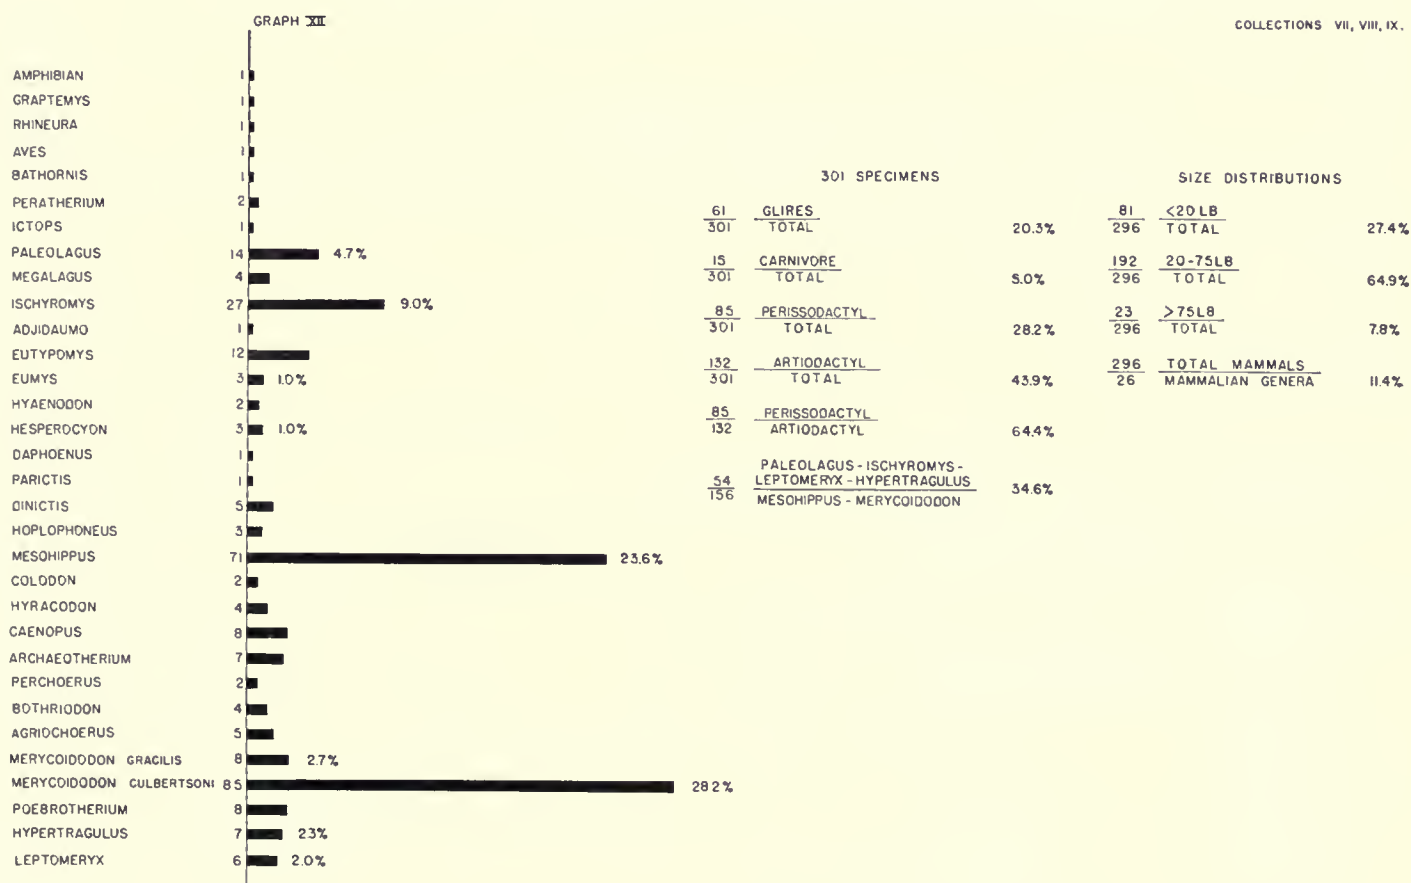 GRAPH XII
COLLECTIONS VII, VIII, IX.
AMPHIBIAN 1
GRAPTEMYS 1
RHINEURA 1
AVES 1
BATHORNIS 1
PERATHERIUM 2
ICTOPS 1
PALEOLAGUS 14 4.7%
MEGALAGUS 4
ISCHYROMYS 27 9.0%
ADJIDAUMO 1
EUTYPOMYS 12
EUMYS 3 1.0%
HYAENODON 2
HESPEROCYON 3 1.0%
DAPHOENUS 1
PARICTIS 1
DINICTIS 5
HOPLOPHONEUS 3
MESOHIPPUS 71 23.6%
COLODON 2
HYRACODON 4
CAENOPUS 8
ARCHAEOTHERIUM 7
PERCHOERUS 2
BOTHRIODON 4
AGRIOCHOERUS 5
MERYCOIDODON GRACILIS 8 2.7%
MERYCOIDODON CULBERTSONI 85 28.2%
POEBROTHERIUM 8
HYPERTRAGULUS 7 2.3%
LEPTOMERYX 6 2.0%
301 SPECIMENS
61 GLIRES
301 TOTAL 20.3%
15 CARNIVORE
301 TOTAL 5.0%
85 PERISSODACTYL
301 TOTAL 28.2%
132 ARTIODACTYL
301 TOTAL 43.9%
85 PERISSODACTYL
132 ARTIODACTYL 64.4%
PALEOLAGUS - ISCHYROMYS -
54 LEPTOMERYX - HYPERTRAGULUS
156 MESOHIPPUS - MERYCOIDODON 34.6%
SIZE DISTRIBUTIONS
81 <20 LB
296 TOTAL 27.4%
192 20-75LB
296 TOTAL 64.9%
23 >75LB
296 TOTAL 7.8%
296 TOTAL MAMMALS
26 MAMMALIAN GENERA 11.4%